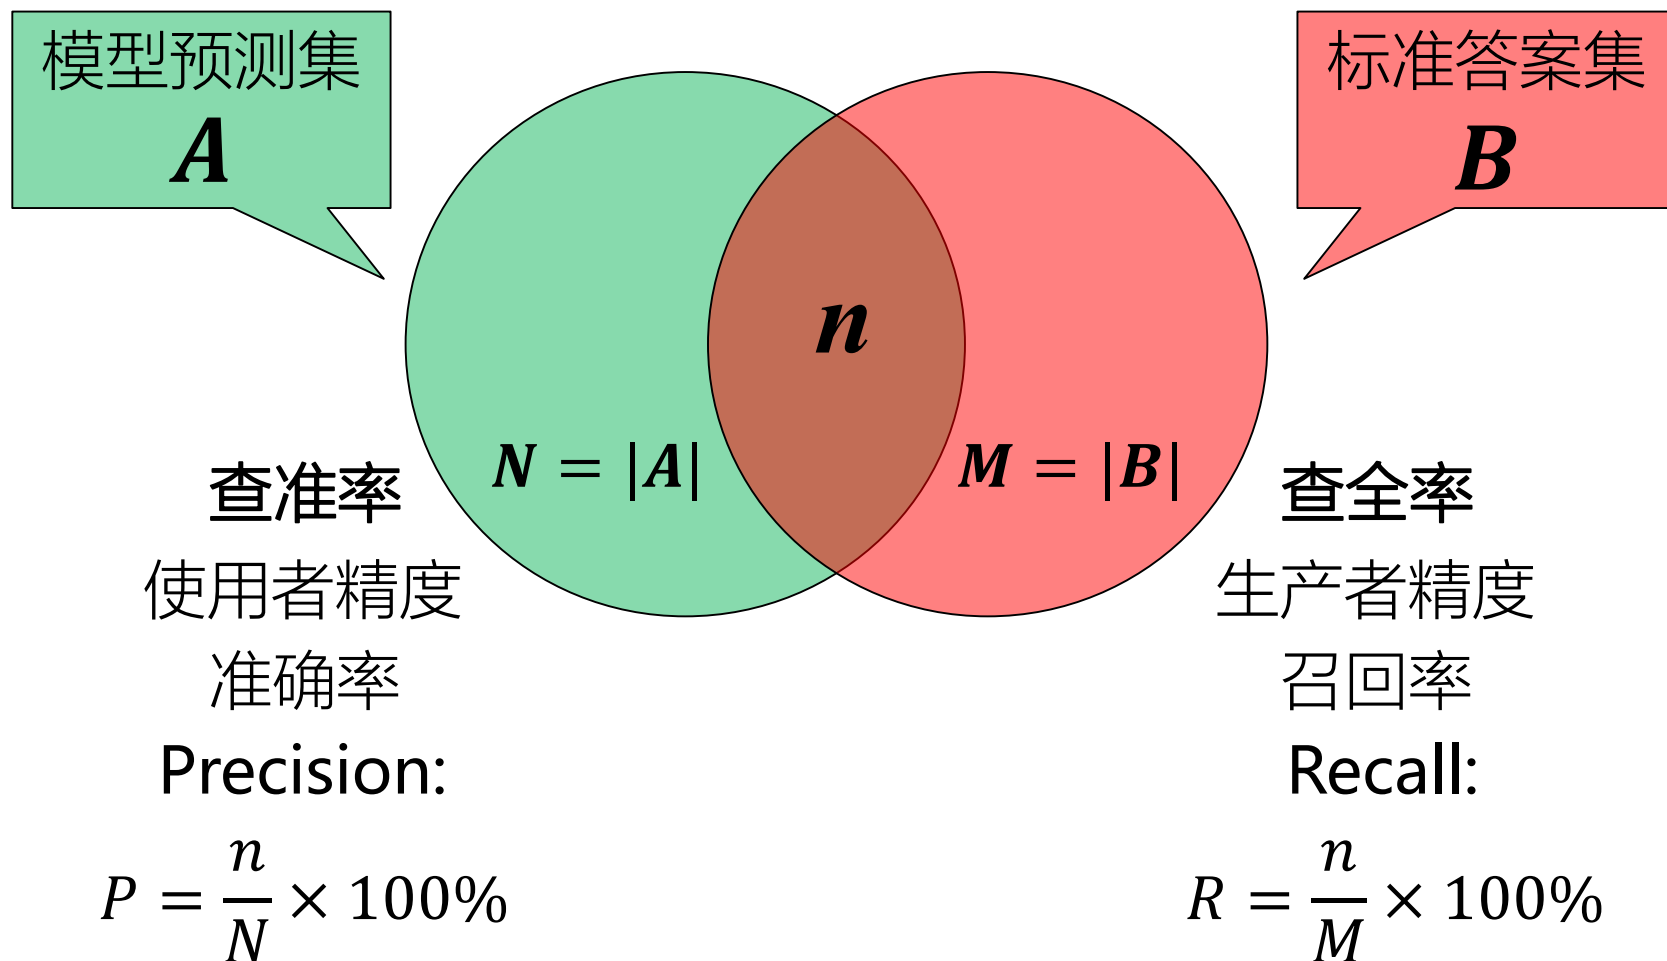 模型预测集
A
标准答案集
B
n
N = |A|
M = |B|
查准率
使用者精度
准确率
Precision:
P = n/N × 100%
查全率
生产者精度
召回率
Recall:
R = n/M × 100%